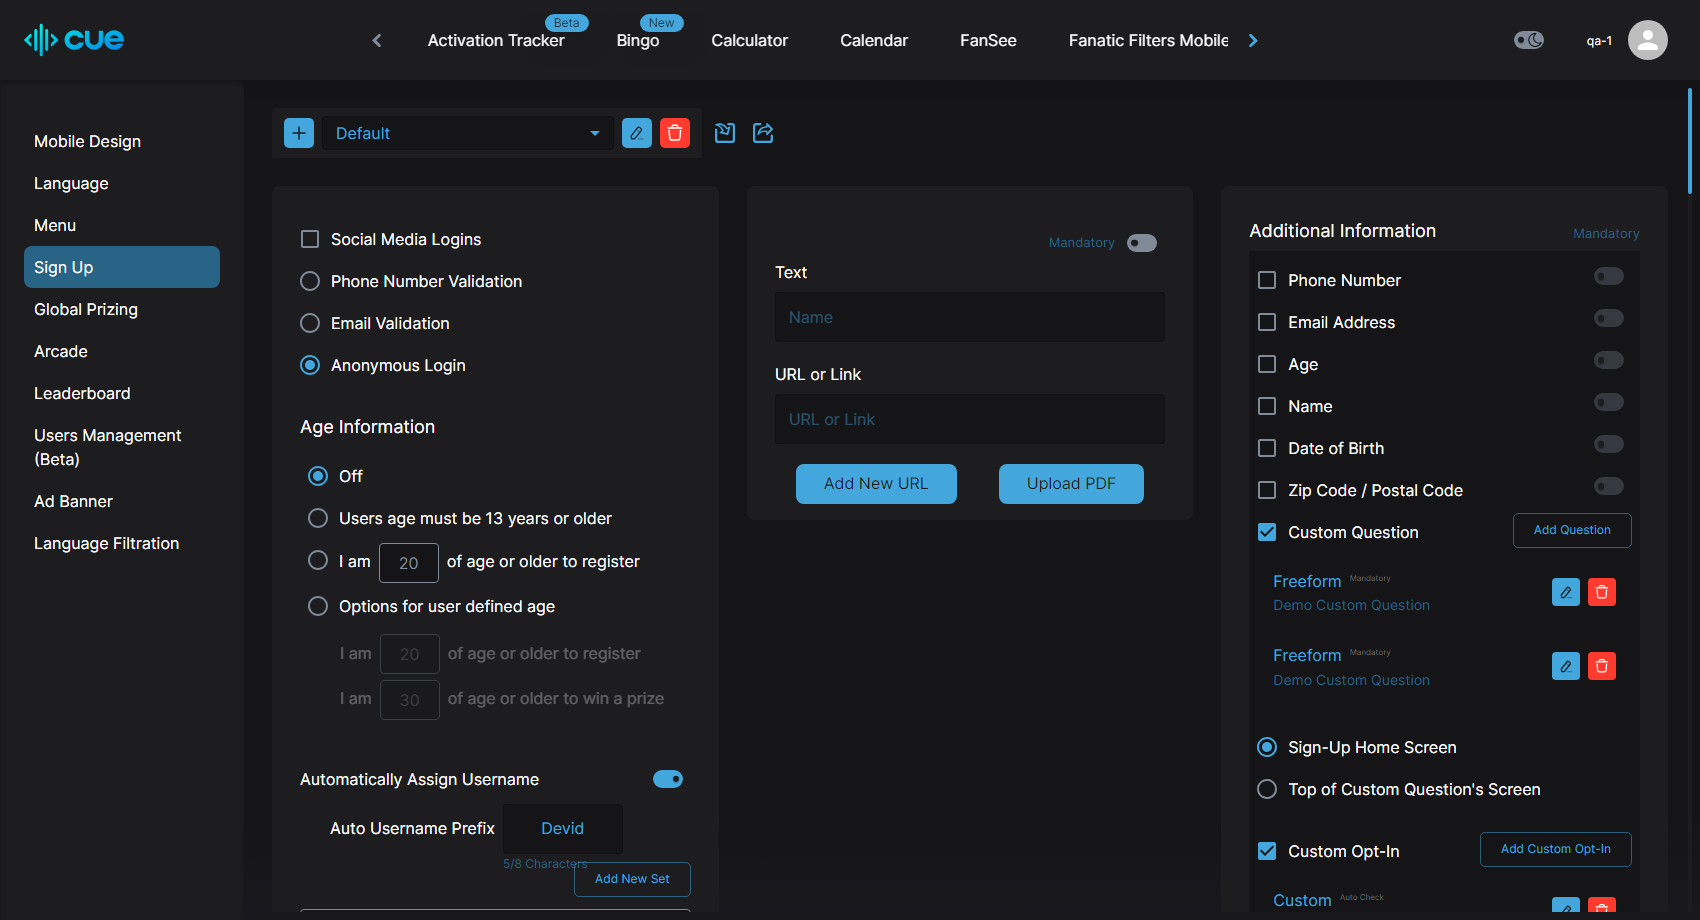 cue
Activation Tracker
Beta
Bingo
New
Calculator
Calendar
FanSee
Fanatic Filters Mobile
qa-1
Mobile Design
Language
Menu
Sign Up
Global Prizing
Arcade
Leaderboard
Users Management
(Beta)
Ad Banner
Language Filtration
Default
Social Media Logins
Phone Number Validation
Email Validation
Anonymous Login
Age Information
Off
Users age must be 13 years or older
I am 20 of age or older to register
Options for user defined age
I am 20 of age or older to register
I am 30 of age or older to win a prize
Automatically Assign Username
Auto Username Prefix Devid
5/8 Characters
Add New Set
Mandatory
Text
Name
URL or Link
URL or Link
Add New URL
Upload PDF
Additional Information
Mandatory
Phone Number
Email Address
Age
Name
Date of Birth
Zip Code / Postal Code
Custom Question
Add Question
Freeform Mandatory
Demo Custom Question
Freeform Mandatory
Demo Custom Question
Sign-Up Home Screen
Top of Custom Question's Screen
Custom Opt-In
Add Custom Opt-In
Custom Auto Check